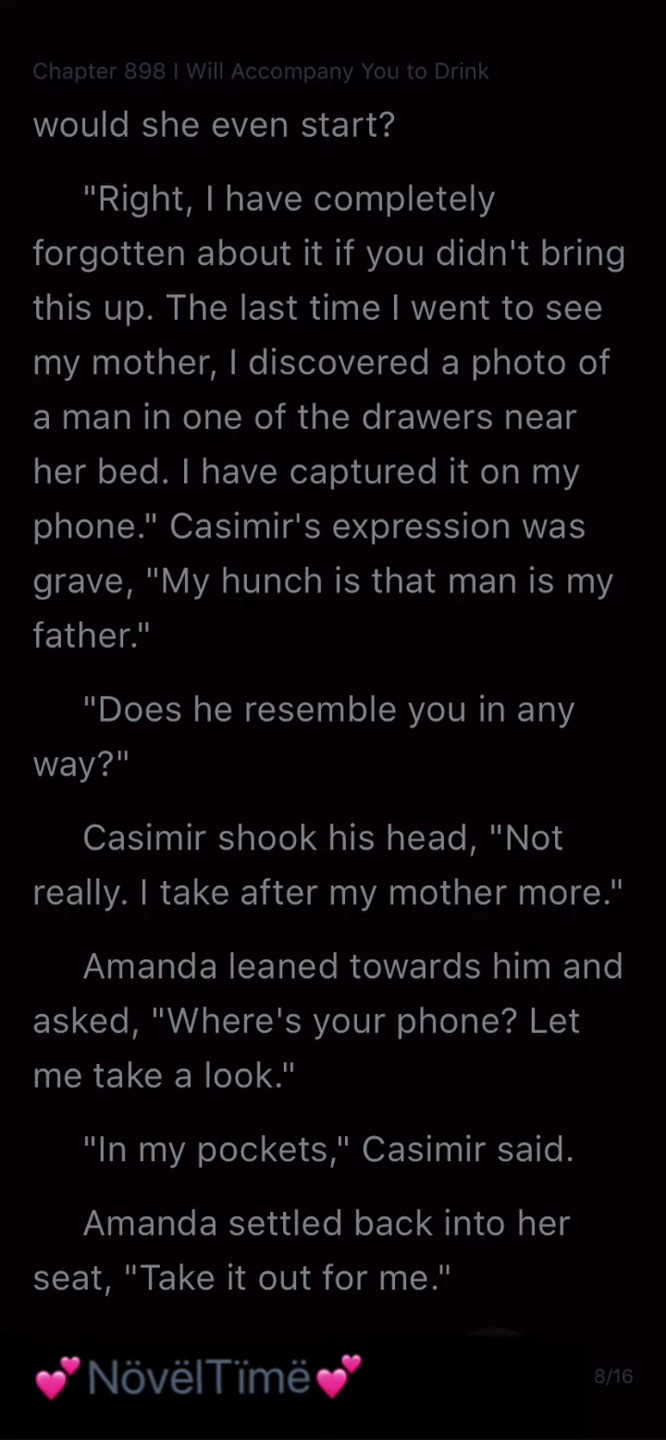 Chapter 898 I Will Accompany You to Drink
would she even start?
"Right, I have completely
forgotten about it if you didn't bring
this up. The last time I went to see
my mother, I discovered a photo of
a man in one of the drawers near
her bed. I have captured it on my
phone." Casimir's expression was
grave, "My hunch is that man is my
father."
"Does he resemble you in any
way?"
Casimir shook his head, "Not
really. I take after my mother more."
Amanda leaned towards him and
asked, "Where's your phone? Let
me take a look."
"In my pockets," Casimir said.
Amanda settled back into her
seat, "Take it out for me."
💕NövëlTïmë💕
8/16